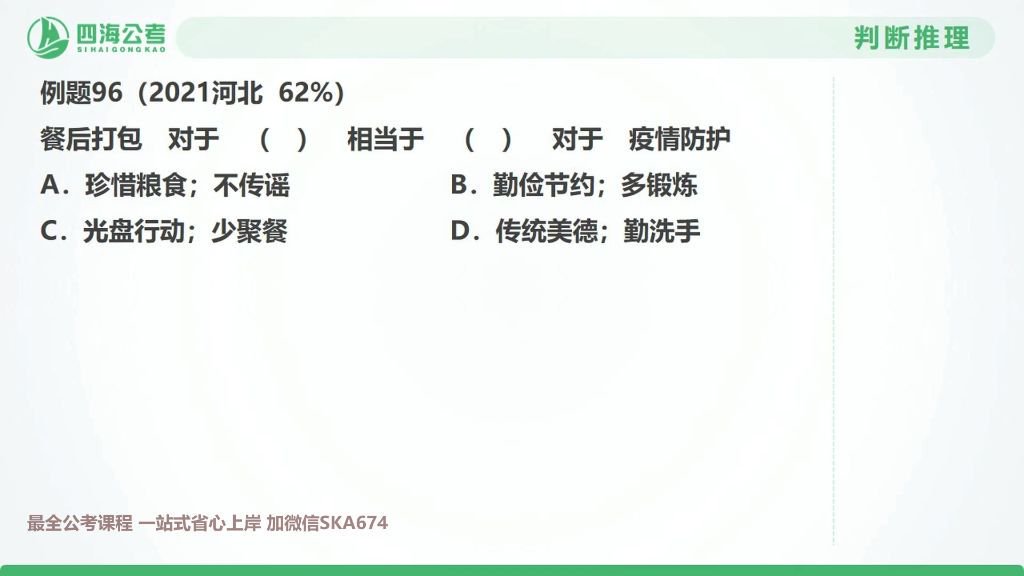 四海公考
SIHAIGONGKAO
判断推理
例题96（2021河北 62%）
餐后打包 对于 （ ） 相当于 （ ） 对于 疫情防护
A．珍惜粮食；不传谣
B．勤俭节约；多锻炼
C．光盘行动；少聚餐
D．传统美德；勤洗手
最全公考课程 一站式省心上岸 加微信SKA674